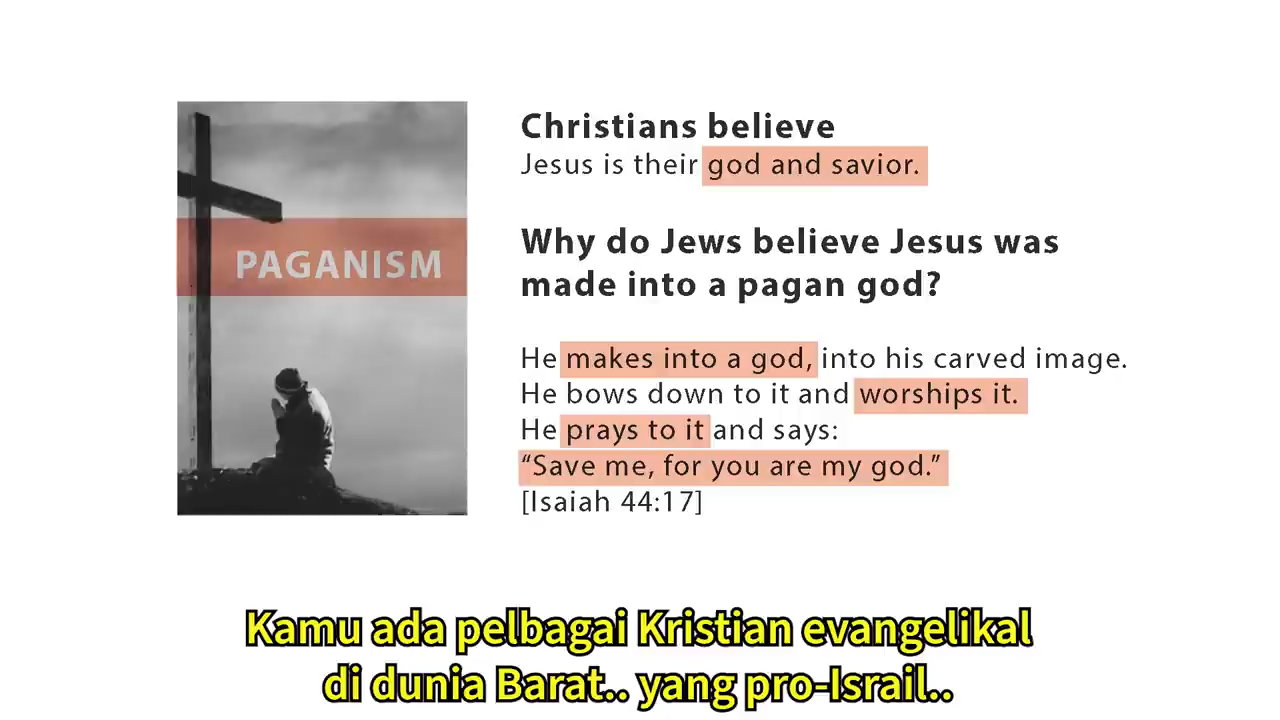 PAGANISM
Christians believe
Jesus is their god and savior.
Why do Jews believe Jesus was
made into a pagan god?
He makes into a god, into his carved image.
He bows down to it and worships it.
He prays to it and says:
“Save me, for you are my god.”
[Isaiah 44:17]
Kamu ada pelbagai Kristian evangelikal
di dunia Barat.. yang pro-Israil..